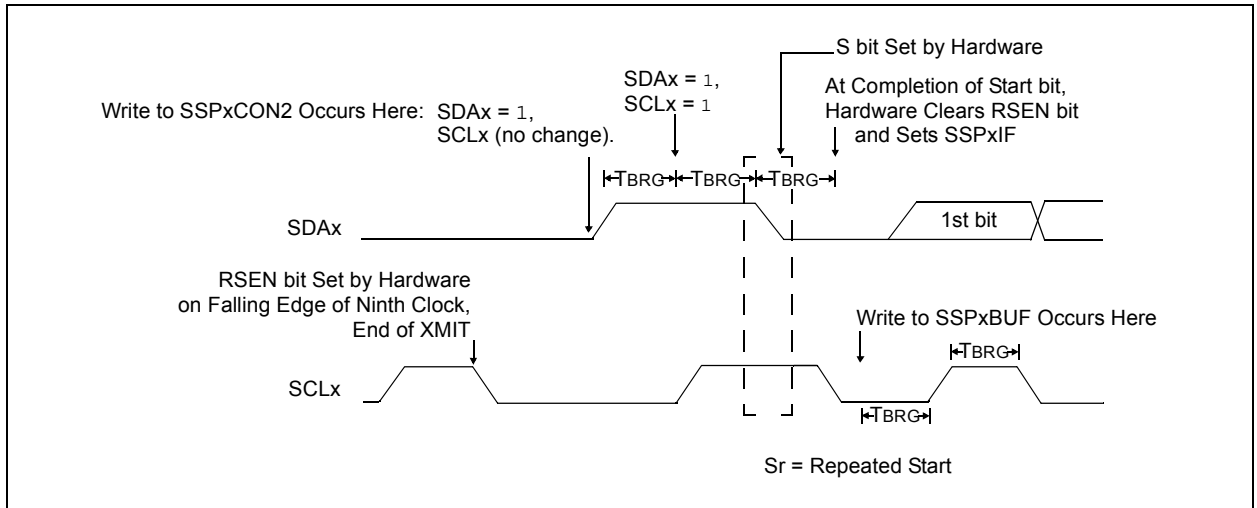 S bit Set by Hardware
SDAx = 1,
SCLx = 1
At Completion of Start bit,
Hardware Clears RSEN bit
and Sets SSPxIF
Write to SSPxCON2 Occurs Here:
SDAx = 1,
SCLx (no change).
TBRG
TBRG
TBRG
SDAx
1st bit
RSEN bit Set by Hardware
on Falling Edge of Ninth Clock,
End of XMIT
Write to SSPxBUF Occurs Here
TBRG
SCLx
TBRG
Sr = Repeated Start